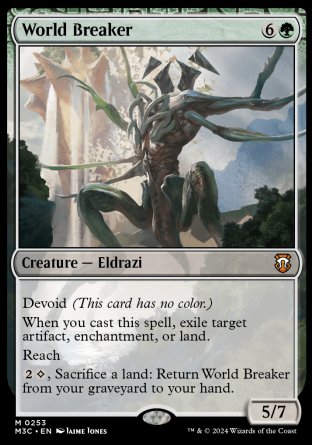 World Breaker 6
Creature — Eldrazi
Devoid (This card has no color.)
When you cast this spell, exile target
artifact, enchantment, or land.
Reach
2 , Sacrifice a land: Return World Breaker
from your graveyard to your hand.
5/7
M 0253
M3C • EN Jaime Jones
™ & © 2024 Wizards of the Coast